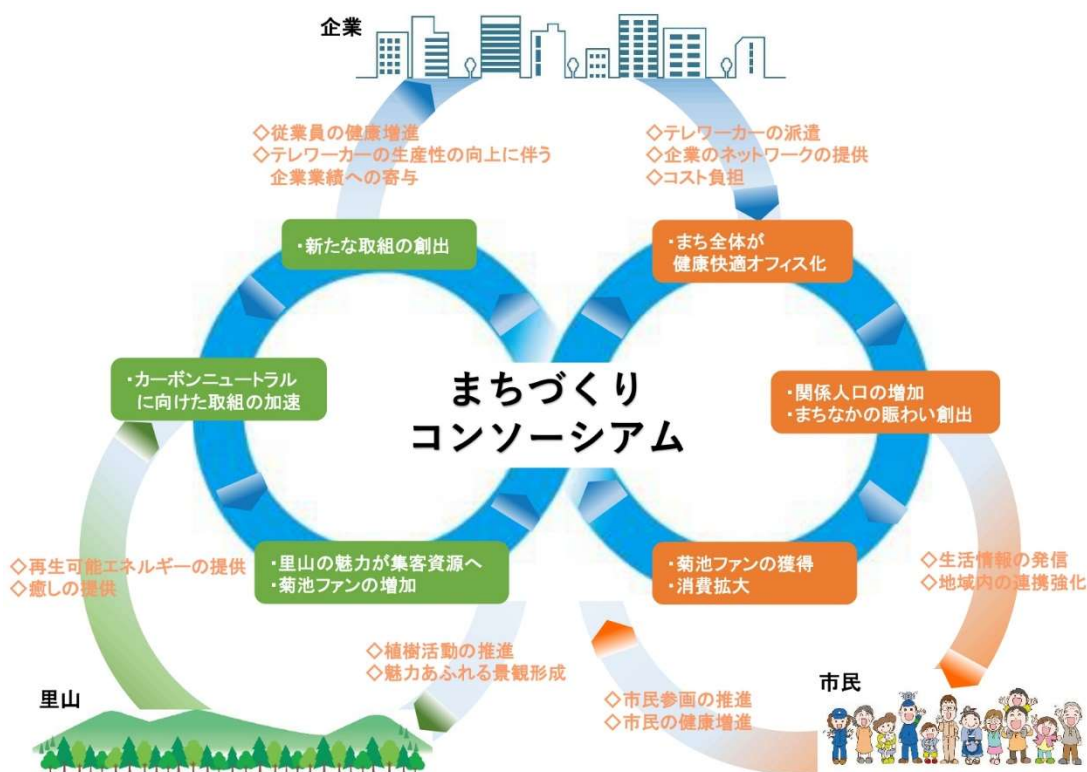 企業
◇従業員の健康増進
◇テレワーカーの生産性の向上に伴う
企業業績への寄与
◇テレワーカーの派遣
◇企業のネットワークの提供
◇コスト負担
・新たな取組の創出
・まち全体が
健康快適オフィス化
・カーボンニュートラル
に向けた取組の加速
まちづくり
コンソーシアム
・関係人口の増加
・まちなかの賑わい創出
◇再生可能エネルギーの提供
◇癒しの提供
・里山の魅力が集客資源へ
・菊池ファンの増加
・菊池ファンの獲得
・消費拡大
◇生活情報の発信
◇地域内の連携強化
◇植樹活動の推進
◇魅力あふれる景観形成
◇市民参画の推進
◇市民の健康増進
里山
市民